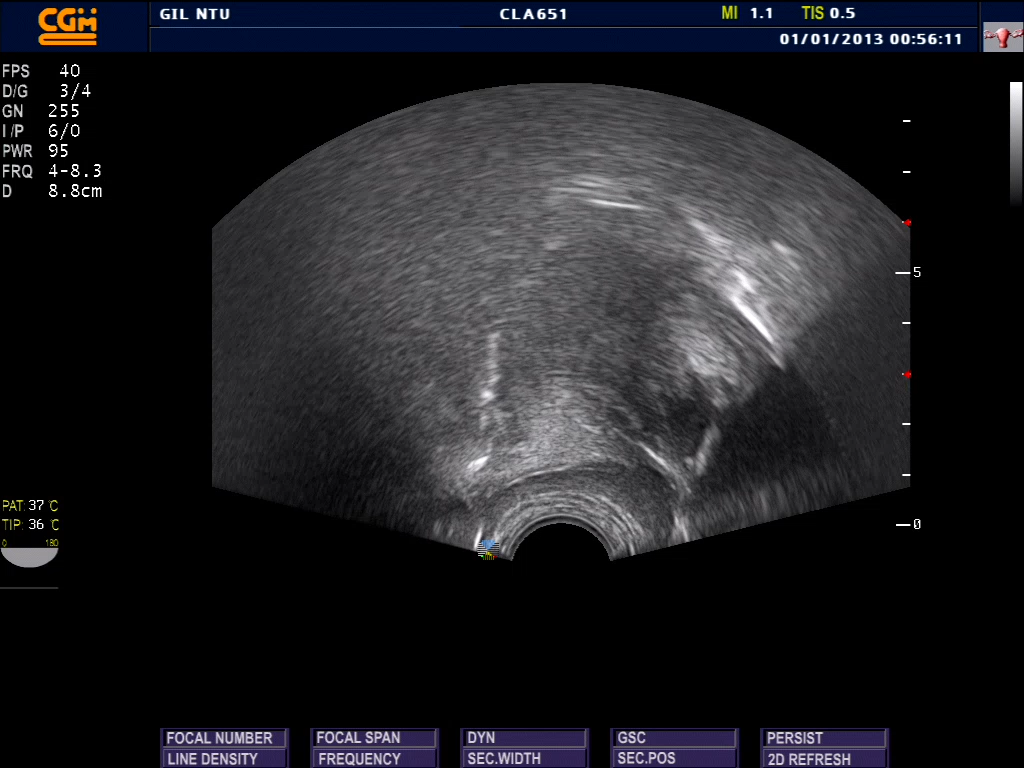 CGM
GIL NTU CLA651 MI 1.1 TIS 0.5
01/01/2013 00:56:11
FPS 40
D/G 3/4
GN 255
I/P 6/0
PWR 95
FRQ 4-8.3
D 8.8cm
5
PAT: 37 °C
TIP: 36 °C
0 180
0
FOCAL NUMBER FOCAL SPAN DYN GSC PERSIST
LINE DENSITY FREQUENCY SEC.WIDTH SEC.POS 2D REFRESH